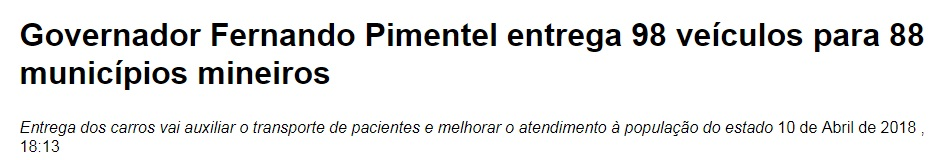 Governador Fernando Pimentel entrega 98 veículos para 88
municípios mineiros
Entrega dos carros vai auxiliar o transporte de pacientes e melhorar o atendimento à população do estado 10 de Abril de 2018 ,
18:13